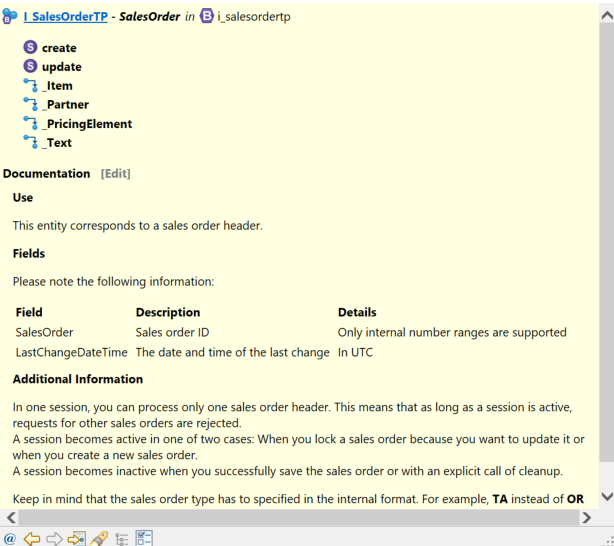 I_SalesOrderTP - SalesOrder in B i_salesordertp
S create
S update
_Item
_Partner
_PricingElement
_Text
Documentation [Edit]
Use
This entity corresponds to a sales order header.
Fields
Please note the following information:
Field Description Details
SalesOrder Sales order ID Only internal number ranges are supported
LastChangeDateTime The date and time of the last change In UTC
Additional Information
In one session, you can process only one sales order header. This means that as long as a session is active,
requests for other sales orders are rejected.
A session becomes active in one of two cases: When you lock a sales order because you want to update it or
when you create a new sales order.
A session becomes inactive when you successfully save the sales order or with an explicit call of cleanup.
Keep in mind that the sales order type has to specified in the internal format. For example, TA instead of OR
@